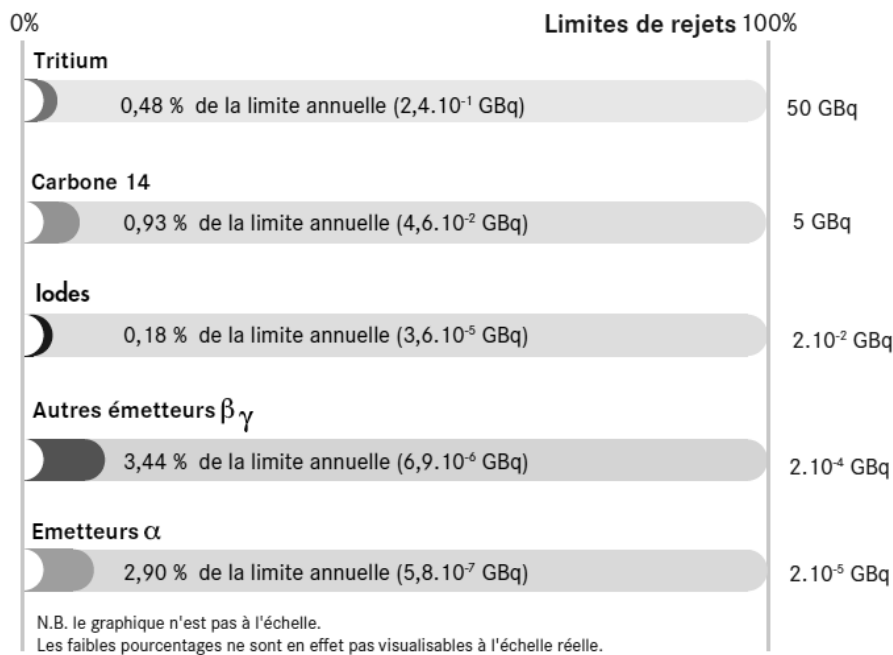 0% Limites de rejets 100%
Tritium
0,48 % de la limite annuelle (2,4.10⁻¹ GBq) 50 GBq
Carbone 14
0,93 % de la limite annuelle (4,6.10⁻² GBq) 5 GBq
Iodes
0,18 % de la limite annuelle (3,6.10⁻⁵ GBq) 2.10⁻² GBq
Autres émetteurs βγ
3,44 % de la limite annuelle (6,9.10⁻⁶ GBq) 2.10⁻⁴ GBq
Emetteurs α
2,90 % de la limite annuelle (5,8.10⁻⁷ GBq) 2.10⁻⁵ GBq
N.B. le graphique n'est pas à l'échelle.
Les faibles pourcentages ne sont en effet pas visualisables à l'échelle réelle.